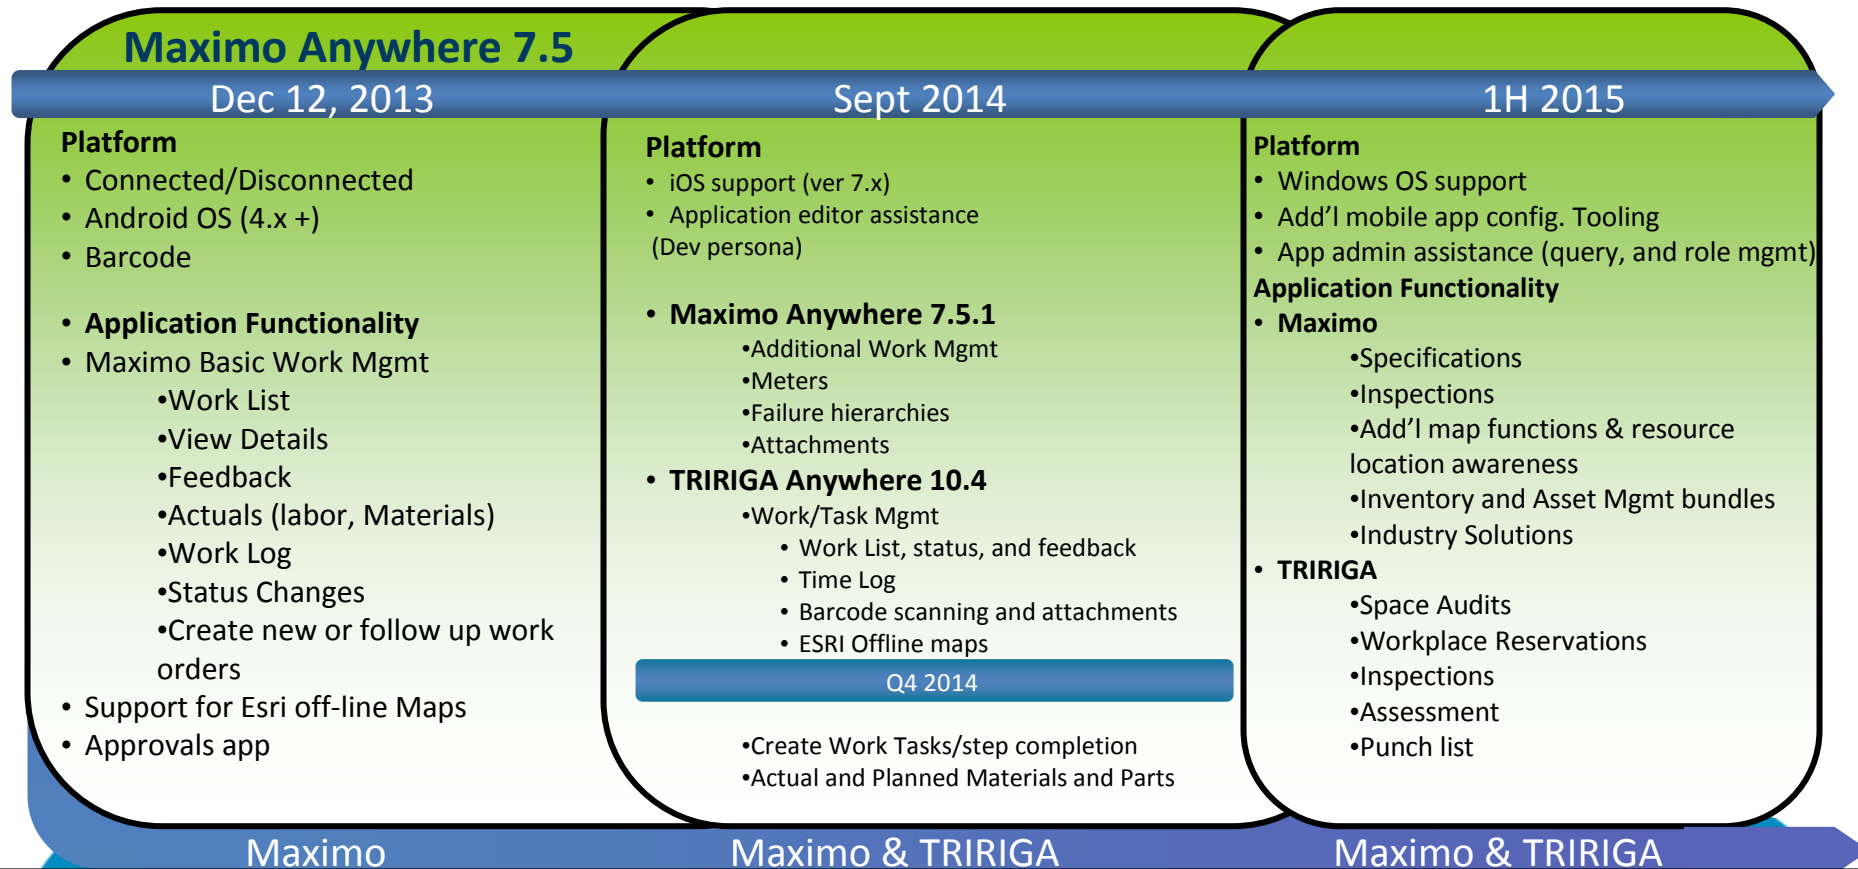 Maximo Anywhere 7.5
Dec 12, 2013
Platform
• Connected/Disconnected
• Android OS (4.x +)
• Barcode
• Application Functionality
• Maximo Basic Work Mgmt
•Work List
•View Details
•Feedback
•Actuals (labor, Materials)
•Work Log
•Status Changes
•Create new or follow up work
orders
• Support for Esri off-line Maps
• Approvals app
Maximo
Sept 2014
Platform
• iOS support (ver 7.x)
• Application editor assistance
(Dev persona)
• Maximo Anywhere 7.5.1
•Additional Work Mgmt
•Meters
•Failure hierarchies
•Attachments
• TRIRIGA Anywhere 10.4
•Work/Task Mgmt
• Work List, status, and feedback
• Time Log
• Barcode scanning and attachments
• ESRI Offline maps
Q4 2014
•Create Work Tasks/step completion
•Actual and Planned Materials and Parts
Maximo & TRIRIGA
1H 2015
Platform
• Windows OS support
• Add’l mobile app config. Tooling
• App admin assistance (query, and role mgmt)
Application Functionality
• Maximo
•Specifications
•Inspections
•Add’l map functions & resource
location awareness
•Inventory and Asset Mgmt bundles
•Industry Solutions
• TRIRIGA
•Space Audits
•Workplace Reservations
•Inspections
•Assessment
•Punch list
Maximo & TRIRIGA